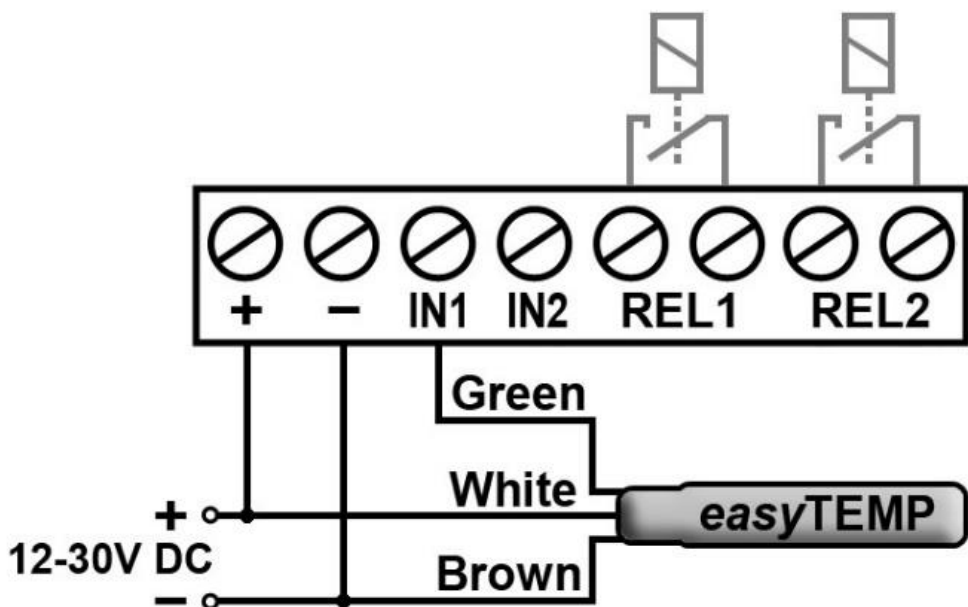 + − IN1 IN2 REL1 REL2
Green
White
easyTEMP
+
12-30V DC
Brown
−